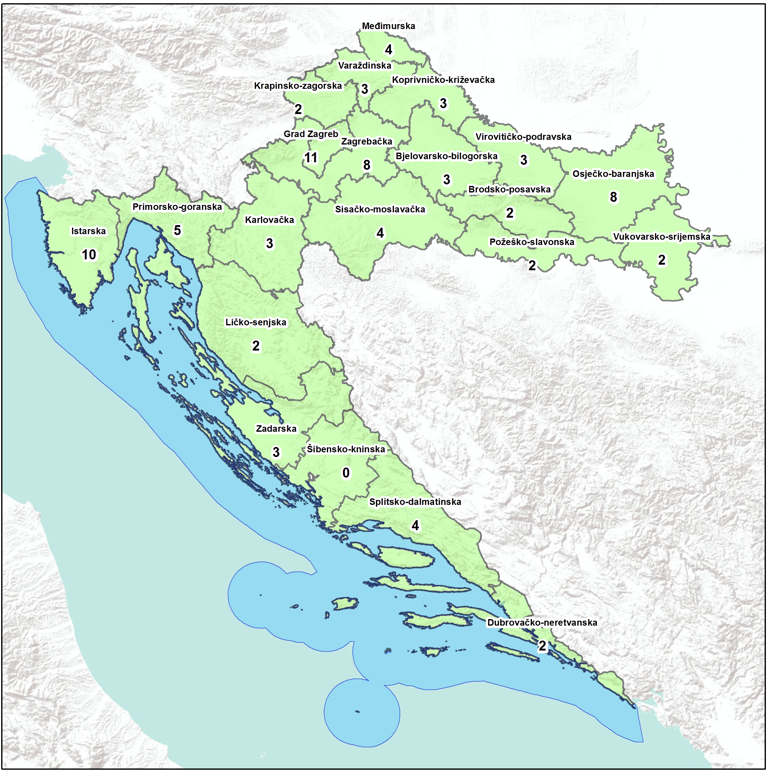 Međimurska
4
Varaždinska
3
Koprivničko-križevačka
3
Krapinsko-zagorska
2
Grad Zagreb
11
Zagrebačka
8
Virovitičko-podravska
3
Bjelovarsko-bilogorska
3
Osječko-baranjska
8
Brodsko-posavska
2
Primorsko-goranska
5
Sisačko-moslavačka
4
Karlovačka
3
Istarska
10
Požeško-slavonska
2
Vukovarsko-srijemska
2
Ličko-senjska
2
Zadarska
3
Šibensko-kninska
0
Splitsko-dalmatinska
4
Dubrovačko-neretvanska
2